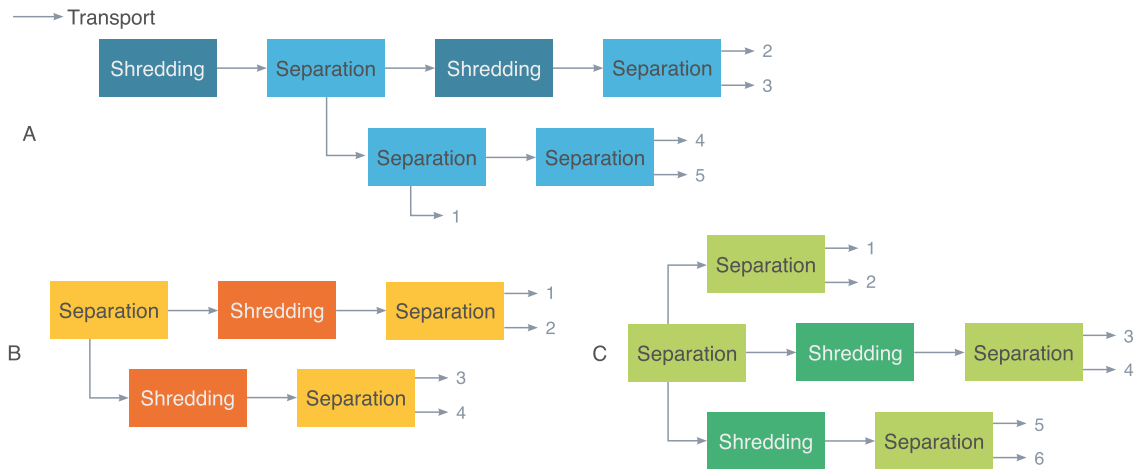 Transport
Shredding Separation Shredding Separation 2
3
A
Separation Separation 4
5
1
Separation Shredding Separation 1
2
B
Shredding Separation 3
4
Separation 1
2
C
Separation Shredding Separation 3
4
Shredding Separation 5
6